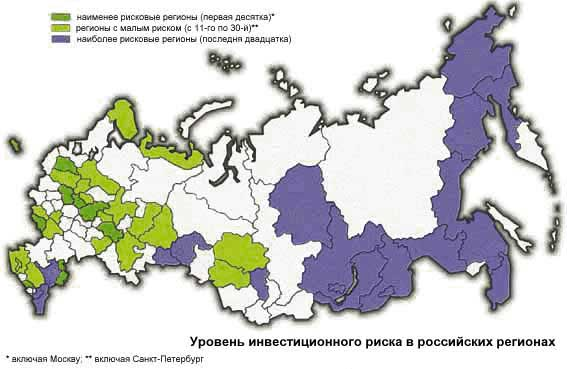 наименее рисковые регионы (первая десятка)*
регионы с малым риском (с 11-го по 30-й)**
наиболее рисковые регионы (последня двадцатка)
Уровень инвестиционного риска в российских регионах
* включая Москву; ** включая Санкт-Петербург